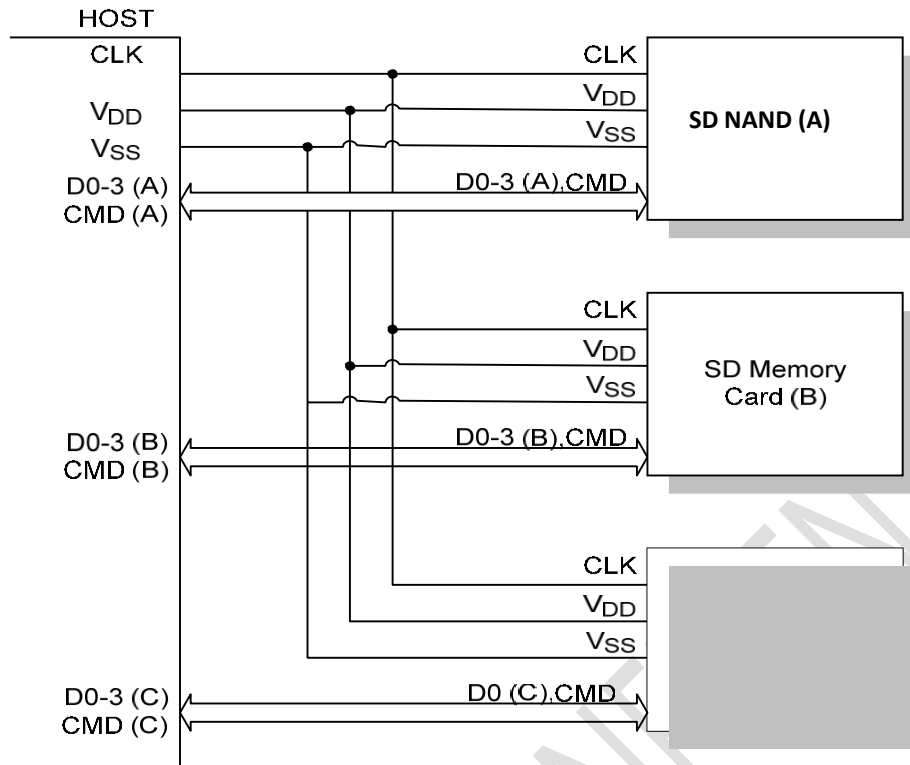 HOST
CLK
VDD
VSS
D0-3 (A)
CMD (A)
CLK
VDD
VSS
D0-3 (A),CMD
SD NAND (A)
CLK
VDD
VSS
D0-3 (B)
CMD (B)
D0-3 (B),CMD
SD Memory
Card (B)
CLK
VDD
VSS
D0-3 (C)
CMD (C)
D0 (C),CMD